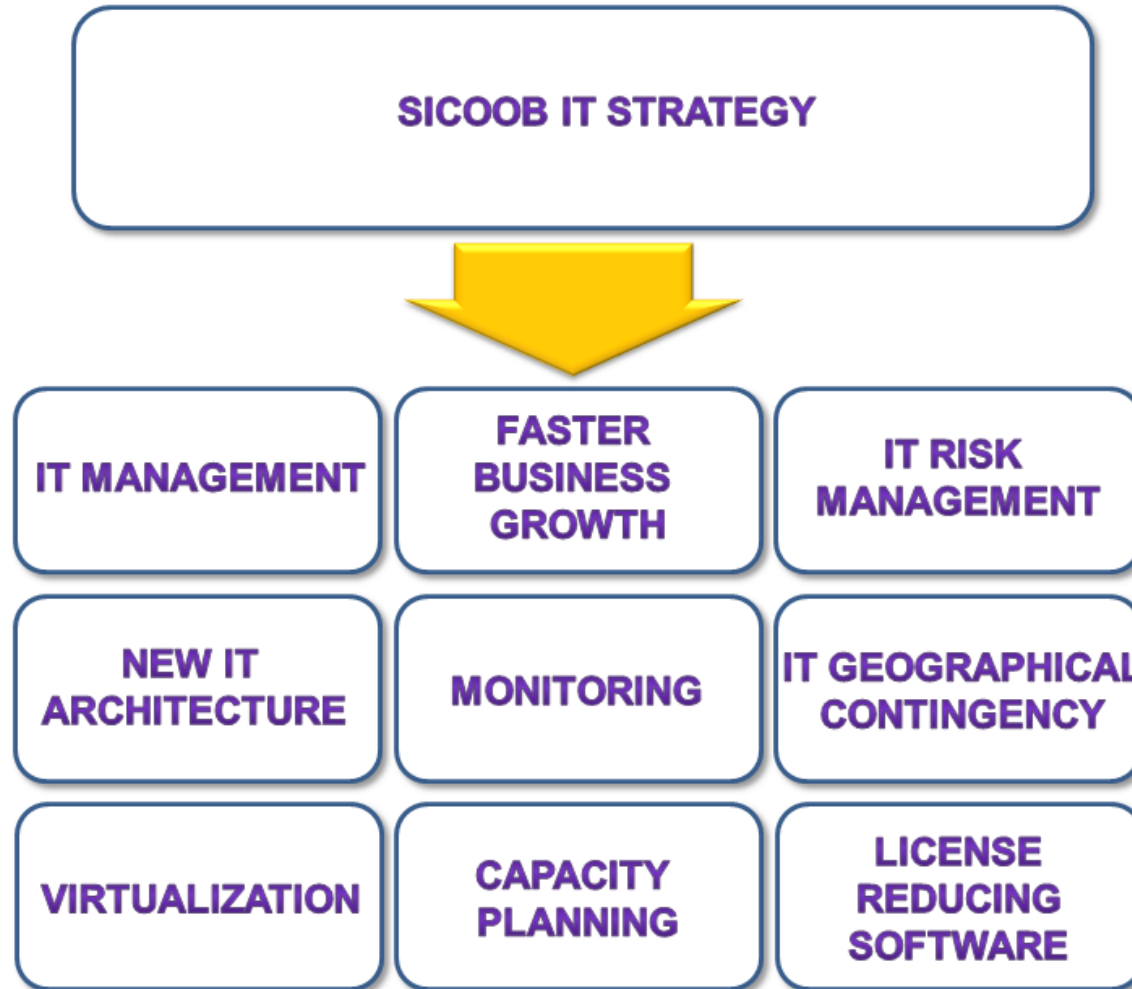 SICOOB IT STRATEGY
IT MANAGEMENT
FASTER
BUSINESS
GROWTH
IT RISK
MANAGEMENT
NEW IT
ARCHITECTURE
MONITORING
IT GEOGRAPHICAL
CONTINGENCY
VIRTUALIZATION
CAPACITY
PLANNING
LICENSE
REDUCING
SOFTWARE